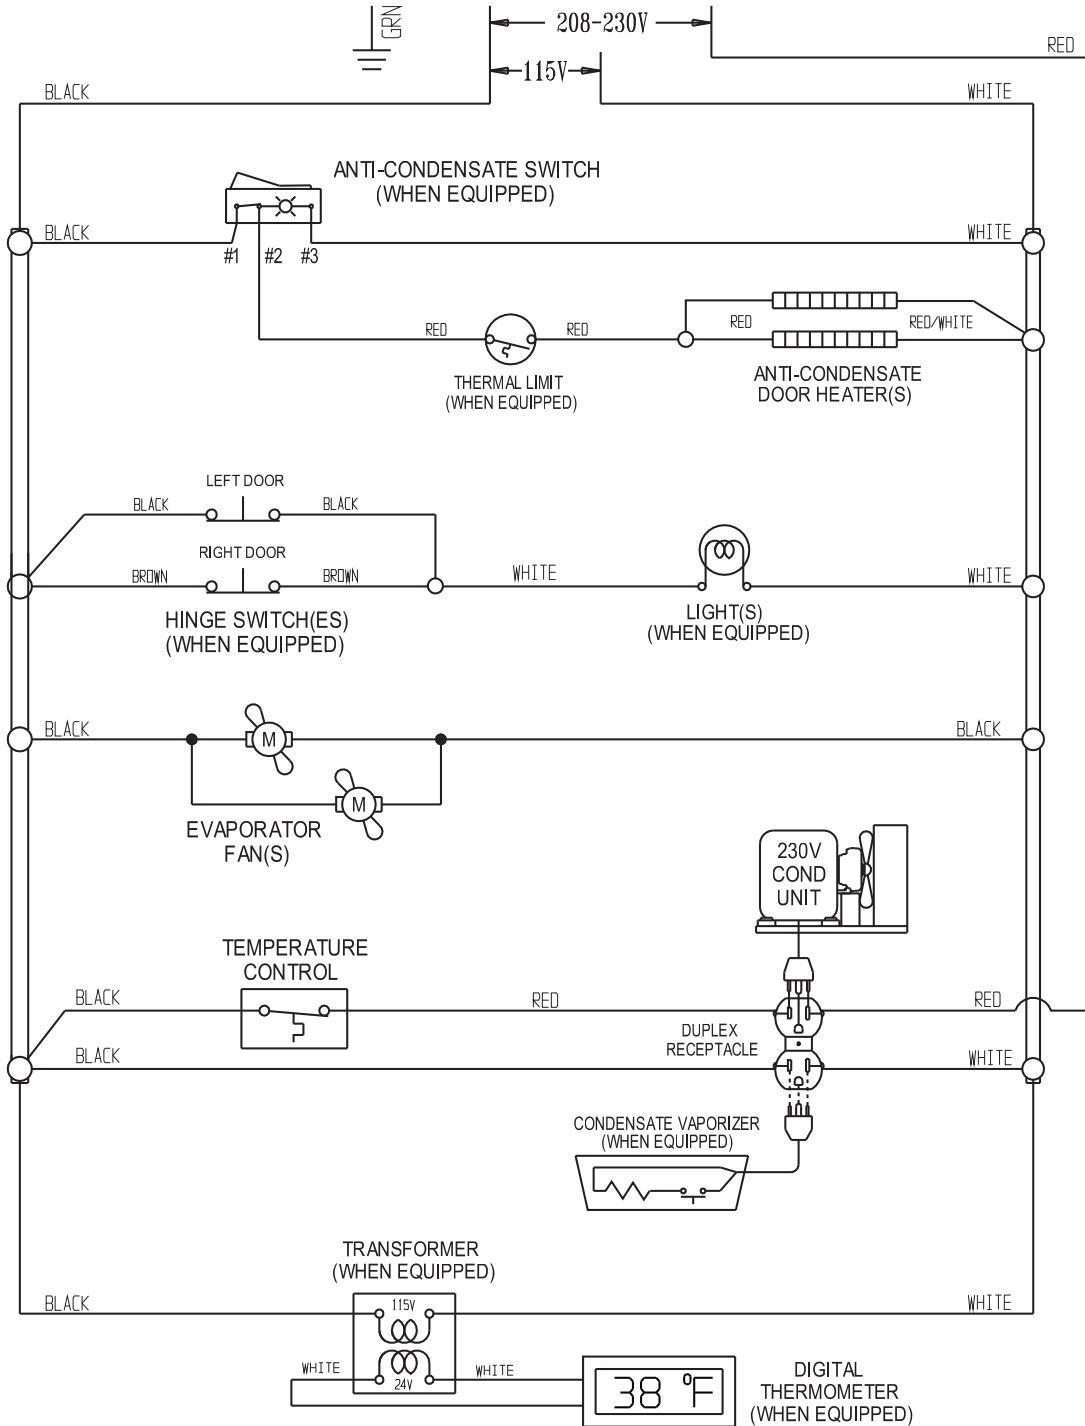 GRN
208-230V
RED
115V
BLACK
WHITE
ANTI-CONDENSATE SWITCH
(WHEN EQUIPPED)
BLACK
#1
#2
#3
WHITE
RED
RED
RED
RED/WHITE
THERMAL LIMIT
(WHEN EQUIPPED)
ANTI-CONDENSATE
DOOR HEATER(S)
LEFT DOOR
BLACK
BLACK
RIGHT DOOR
BROWN
BROWN
WHITE
WHITE
HINGE SWITCH(ES)
(WHEN EQUIPPED)
LIGHT(S)
(WHEN EQUIPPED)
BLACK
M
BLACK
M
EVAPORATOR
FAN(S)
230V
COND
UNIT
TEMPERATURE
CONTROL
BLACK
RED
RED
DUPLEX
RECEPTACLE
BLACK
WHITE
CONDENSATE VAPORIZER
(WHEN EQUIPPED)
TRANSFORMER
(WHEN EQUIPPED)
BLACK
115V
WHITE
WHITE
24V
WHITE
38 °F
DIGITAL
THERMOMETER
(WHEN EQUIPPED)